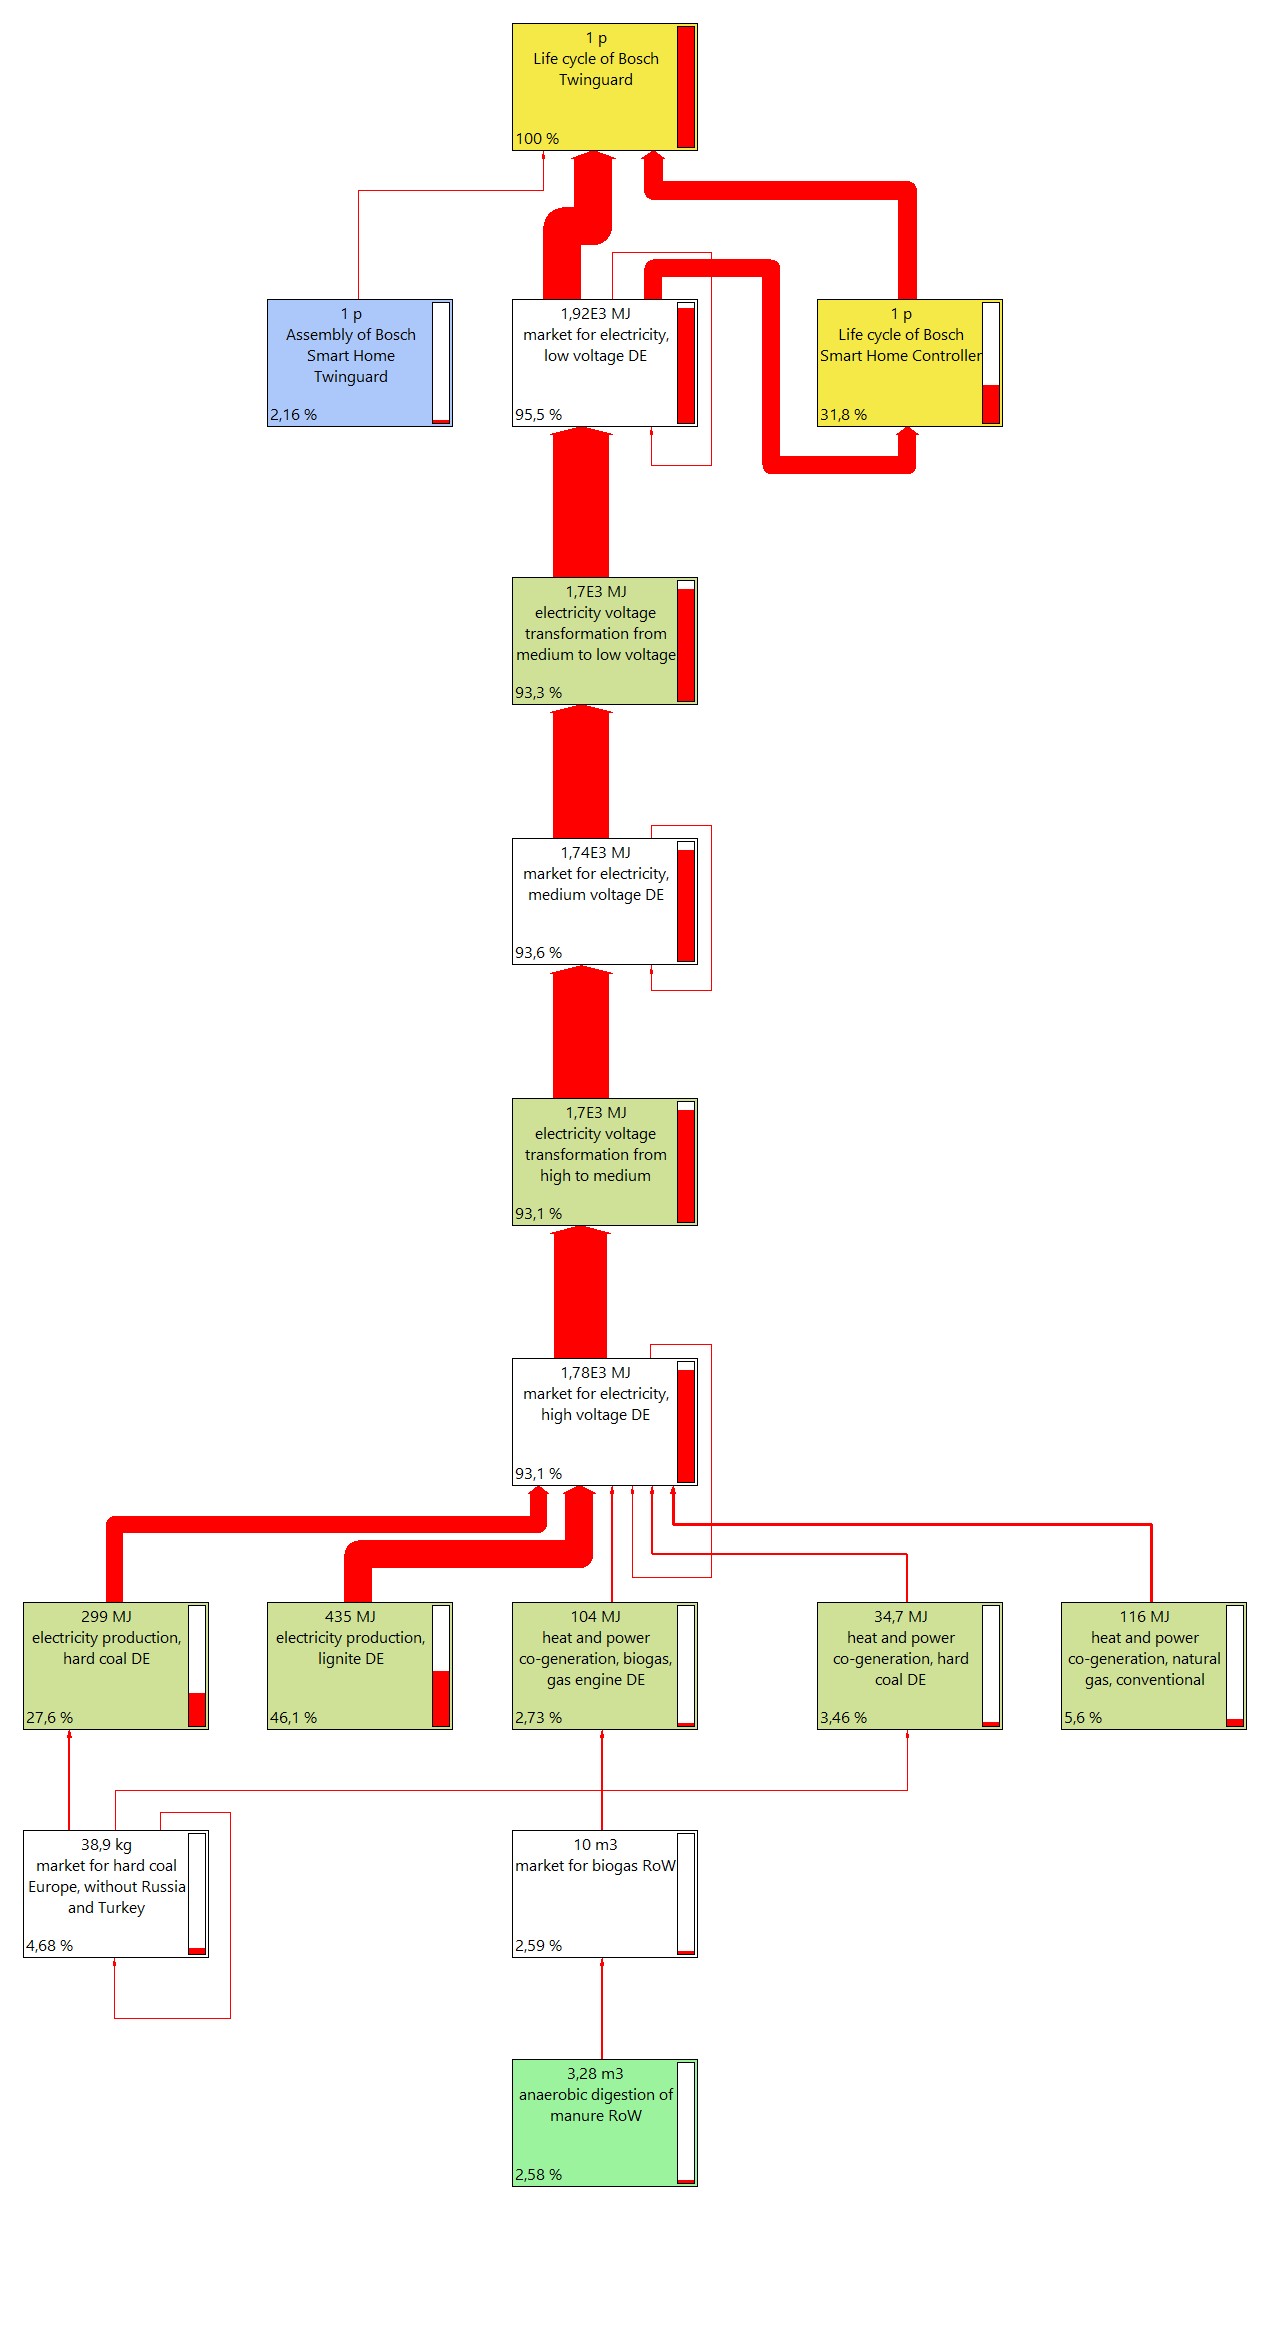 1 p
Life cycle of Bosch
Twinguard
100 %
1 p
Assembly of Bosch
Smart Home
Twinguard
2,16 %
1,92E3 MJ
market for electricity,
low voltage DE
95,5 %
1 p
Life cycle of Bosch
Smart Home Controller
31,8 %
1,7E3 MJ
electricity voltage
transformation from
medium to low voltage
93,3 %
1,74E3 MJ
market for electricity,
medium voltage DE
93,6 %
1,7E3 MJ
electricity voltage
transformation from
high to medium
93,1 %
1,78E3 MJ
market for electricity,
high voltage DE
93,1 %
299 MJ
electricity production,
hard coal DE
27,6 %
435 MJ
electricity production,
lignite DE
46,1 %
104 MJ
heat and power
co-generation, biogas,
gas engine DE
2,73 %
34,7 MJ
heat and power
co-generation, hard
coal DE
3,46 %
116 MJ
heat and power
co-generation, natural
gas, conventional
5,6 %
38,9 kg
market for hard coal
Europe, without Russia
and Turkey
4,68 %
10 m3
market for biogas RoW
2,59 %
3,28 m3
anaerobic digestion of
manure RoW
2,58 %